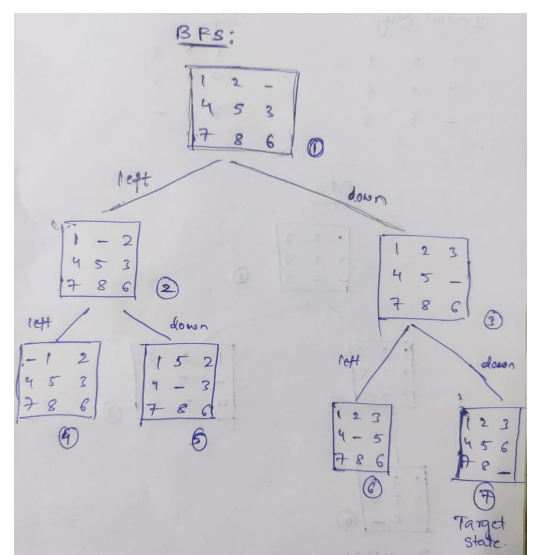 BFS:
1 2 -
4 5 3
7 8 6
①
left
down
1 - 2
4 5 3
7 8 6
②
1 2 3
4 5 -
7 8 6
③
left
down
left
down
- 1 2
4 5 3
7 8 6
④
1 5 2
4 - 3
7 8 6
⑤
1 2 3
4 - 5
7 8 6
⑥
1 2 3
4 5 6
7 8 -
⑦
Target
State.